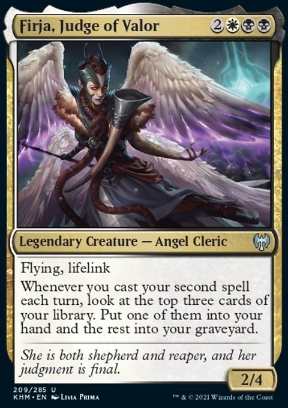 Firja, Judge of Valor 2
Legendary Creature — Angel Cleric
Flying, lifelink
Whenever you cast your second spell
each turn, look at the top three cards of
your library. Put one of them into your
hand and the rest into your graveyard.
She is both shepherd and reaper, and her
judgment is final.
2/4
209/285 U
KHM • EN LIVIA PRIMA
™ & © 2021 Wizards of the Coast